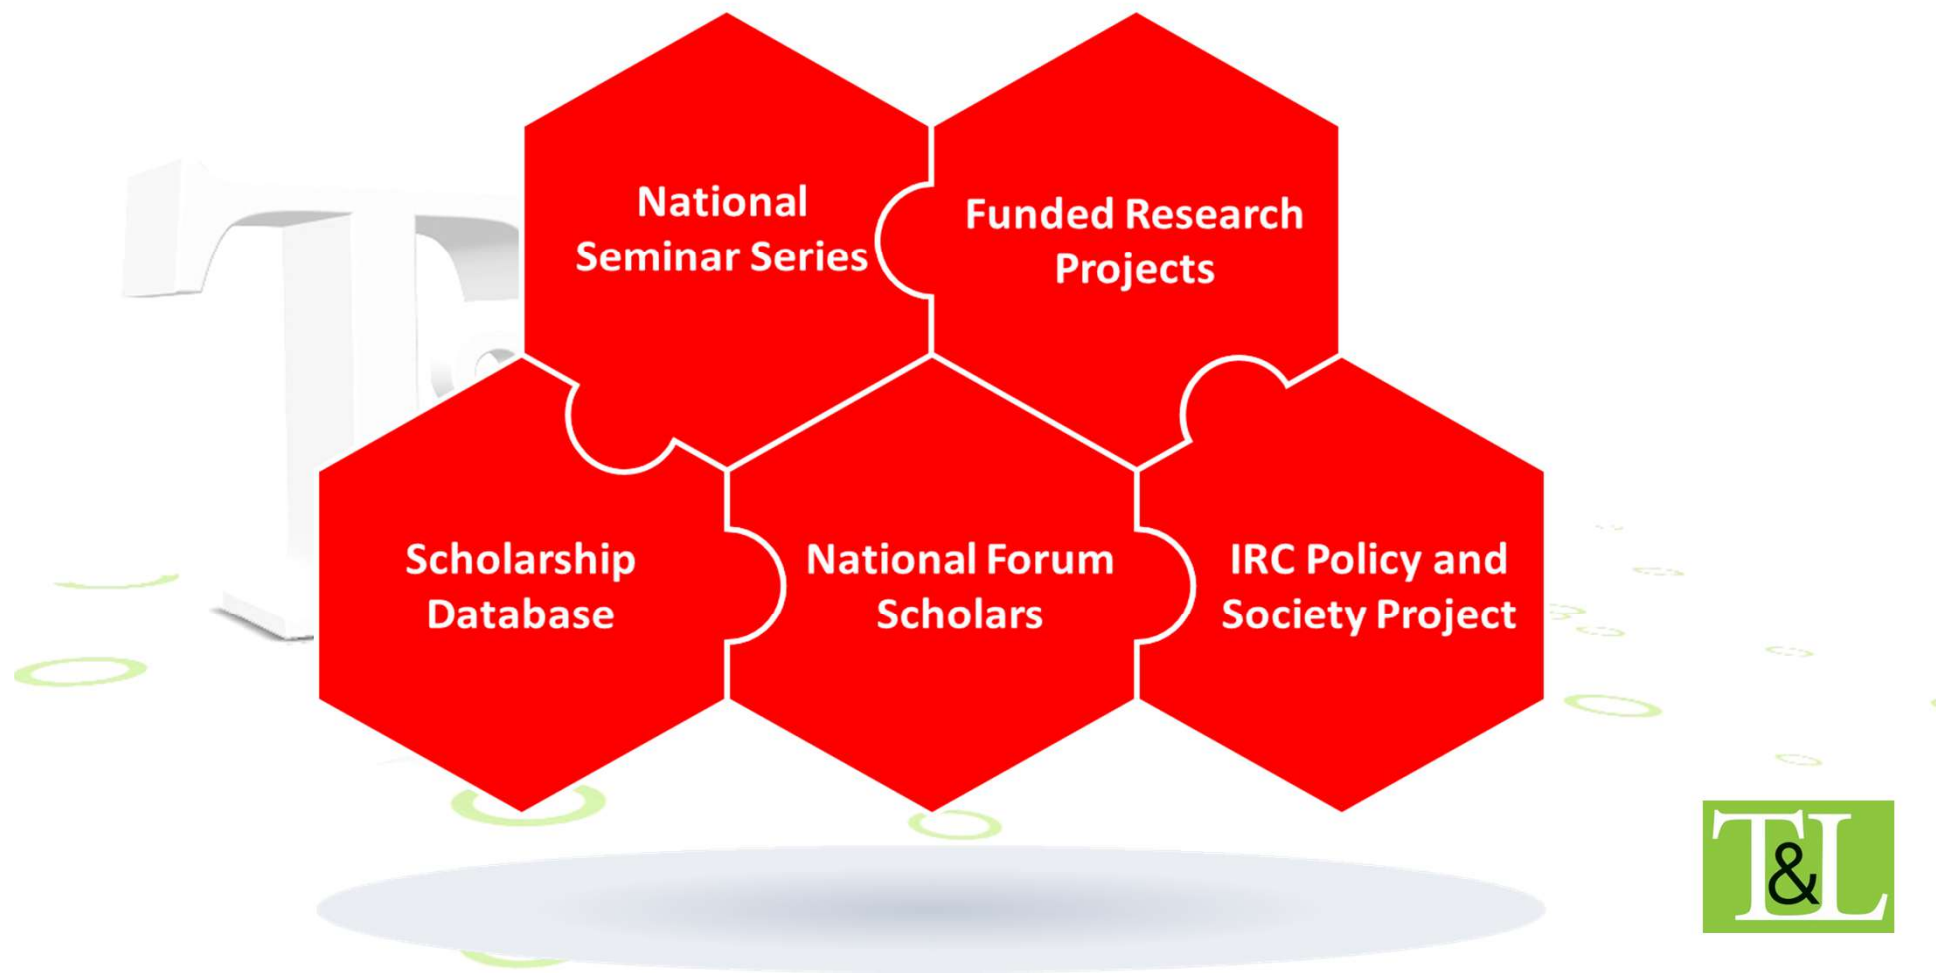 National
Seminar Series
Funded Research
Projects
Scholarship
Database
National Forum
Scholars
IRC Policy and
Society Project
T&L